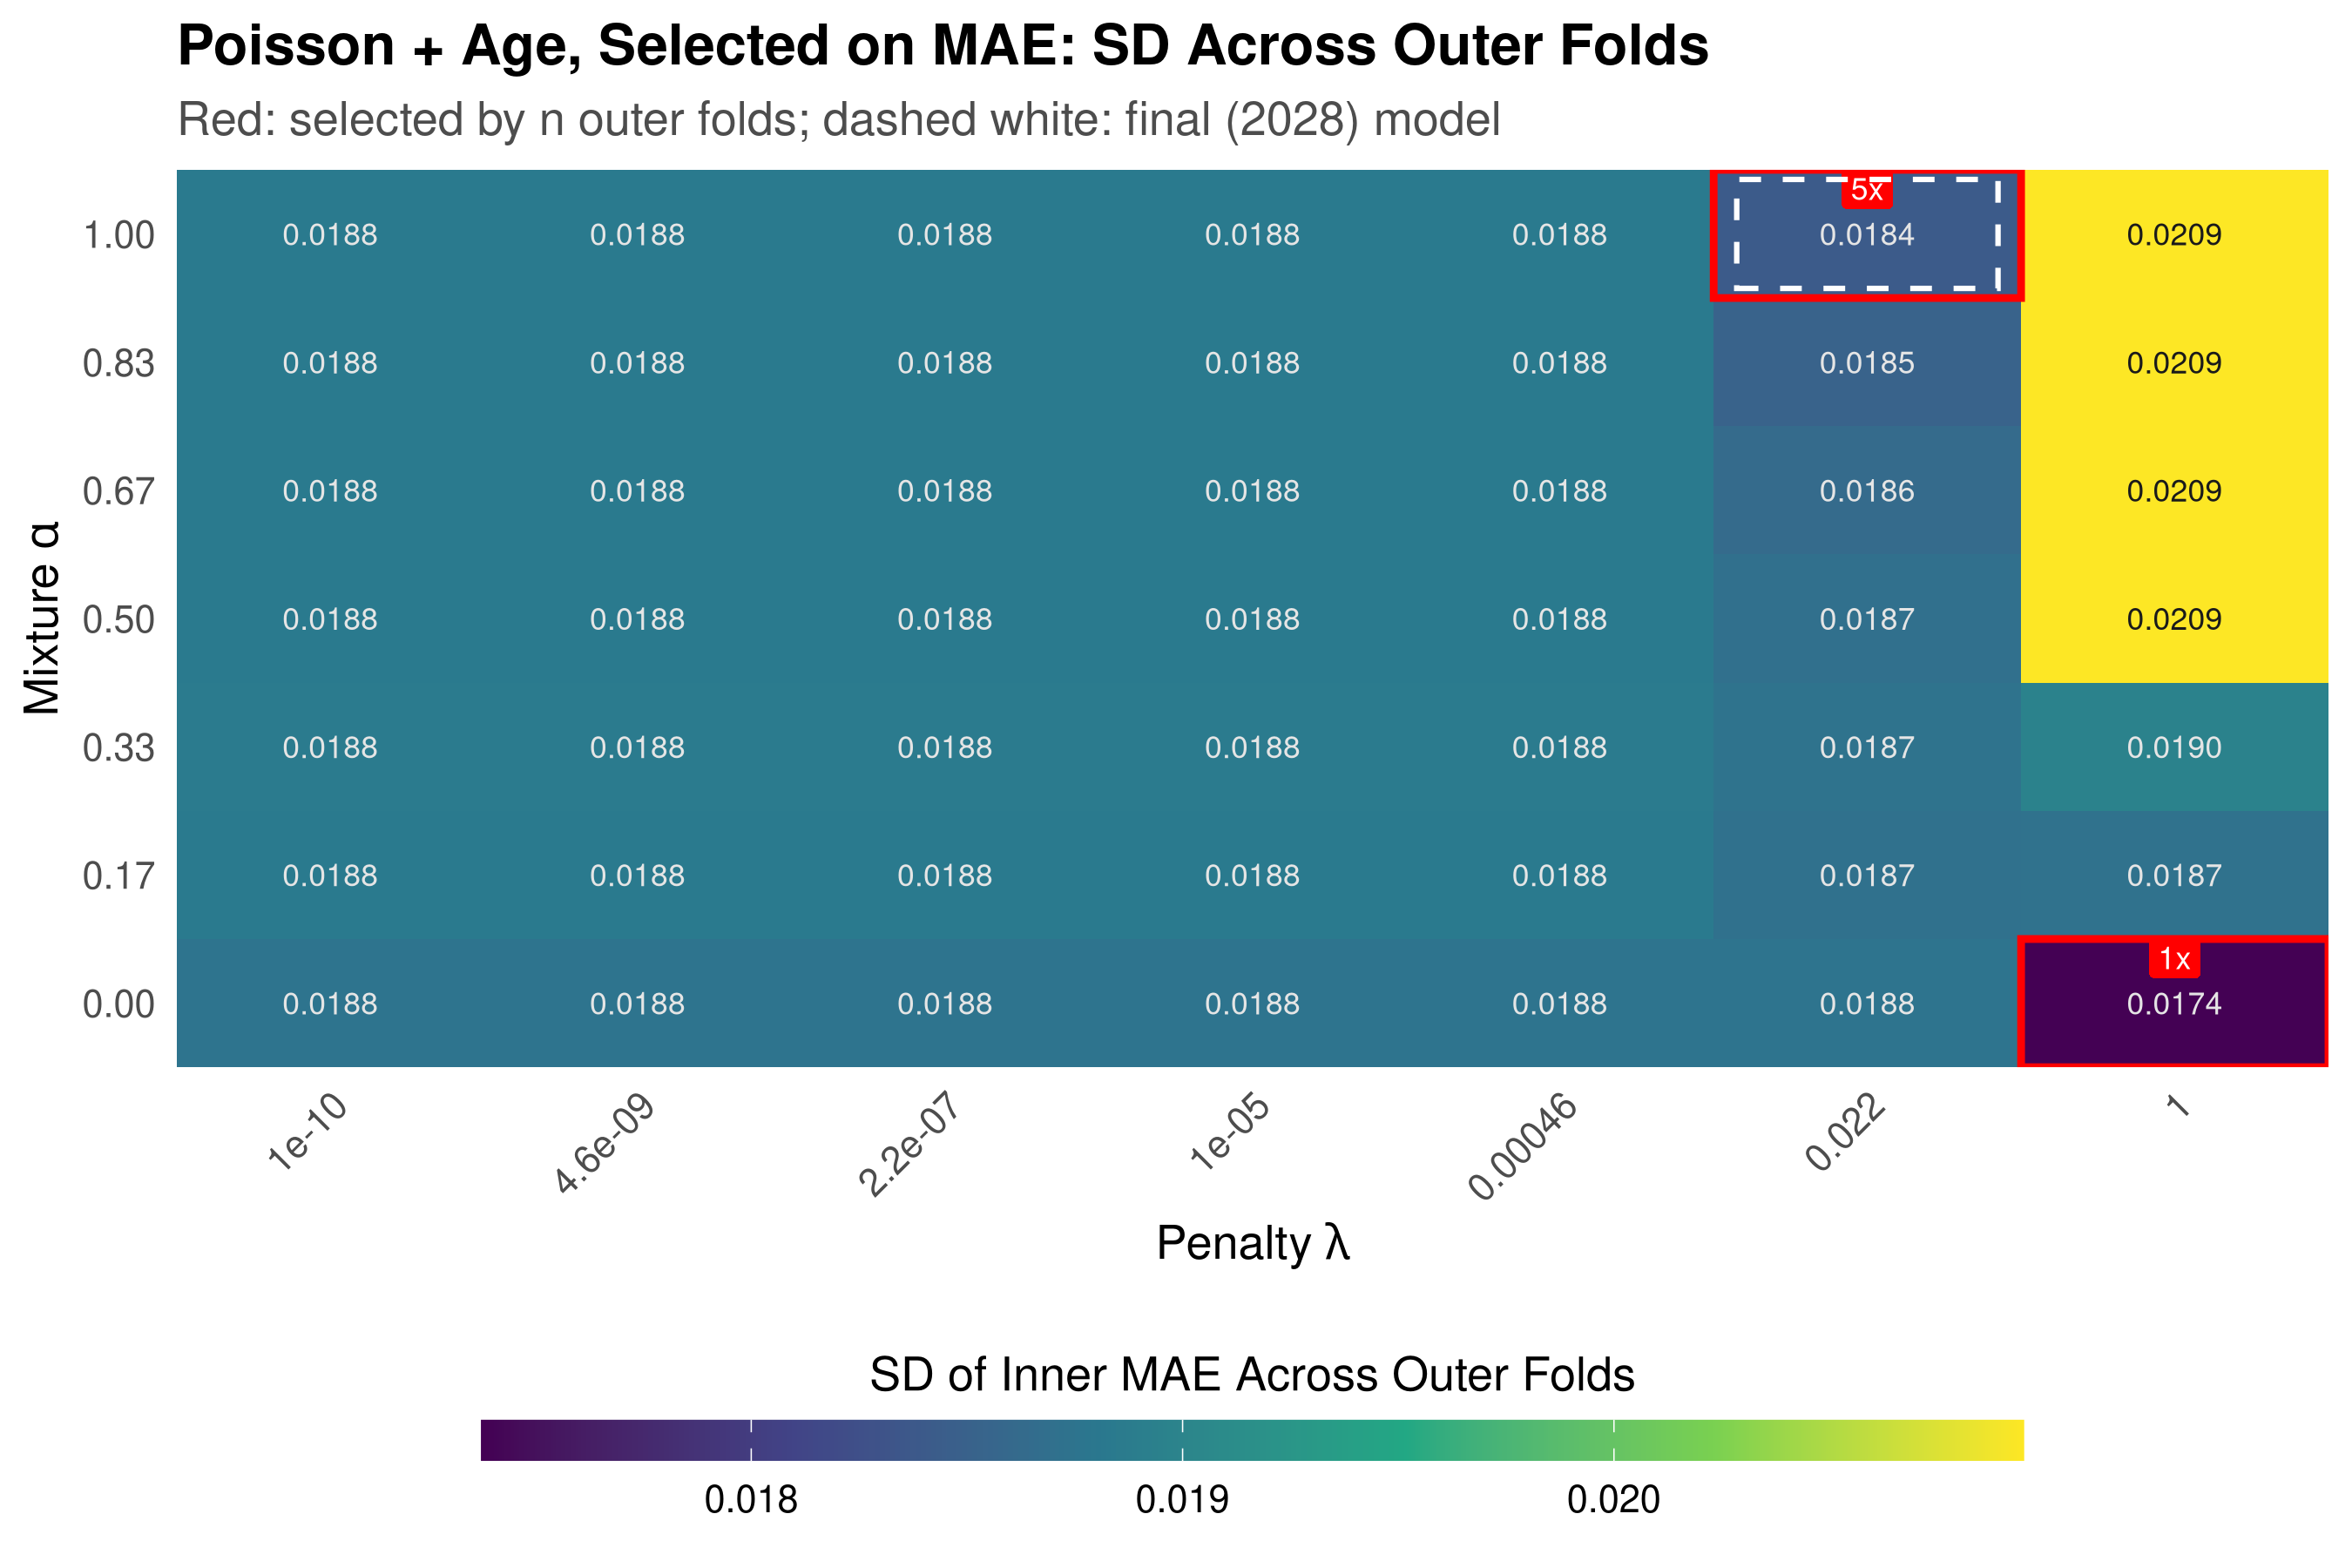 Poisson + Age, Selected on MAE: SD Across Outer Folds
Red: selected by n outer folds; dashed white: final (2028) model
Mixture α
1.00 0.0188 0.0188 0.0188 0.0188 0.0188 5x 0.0184 0.0209
0.83 0.0188 0.0188 0.0188 0.0188 0.0188 0.0185 0.0209
0.67 0.0188 0.0188 0.0188 0.0188 0.0188 0.0186 0.0209
0.50 0.0188 0.0188 0.0188 0.0188 0.0188 0.0187 0.0209
0.33 0.0188 0.0188 0.0188 0.0188 0.0188 0.0187 0.0190
0.17 0.0188 0.0188 0.0188 0.0188 0.0188 0.0187 0.0187
0.00 0.0188 0.0188 0.0188 0.0188 0.0188 0.0188 1x 0.0174
1e-10 4.6e-09 2.2e-07 1e-05 0.00046 0.022 1
Penalty λ
SD of Inner MAE Across Outer Folds
0.018 0.019 0.020